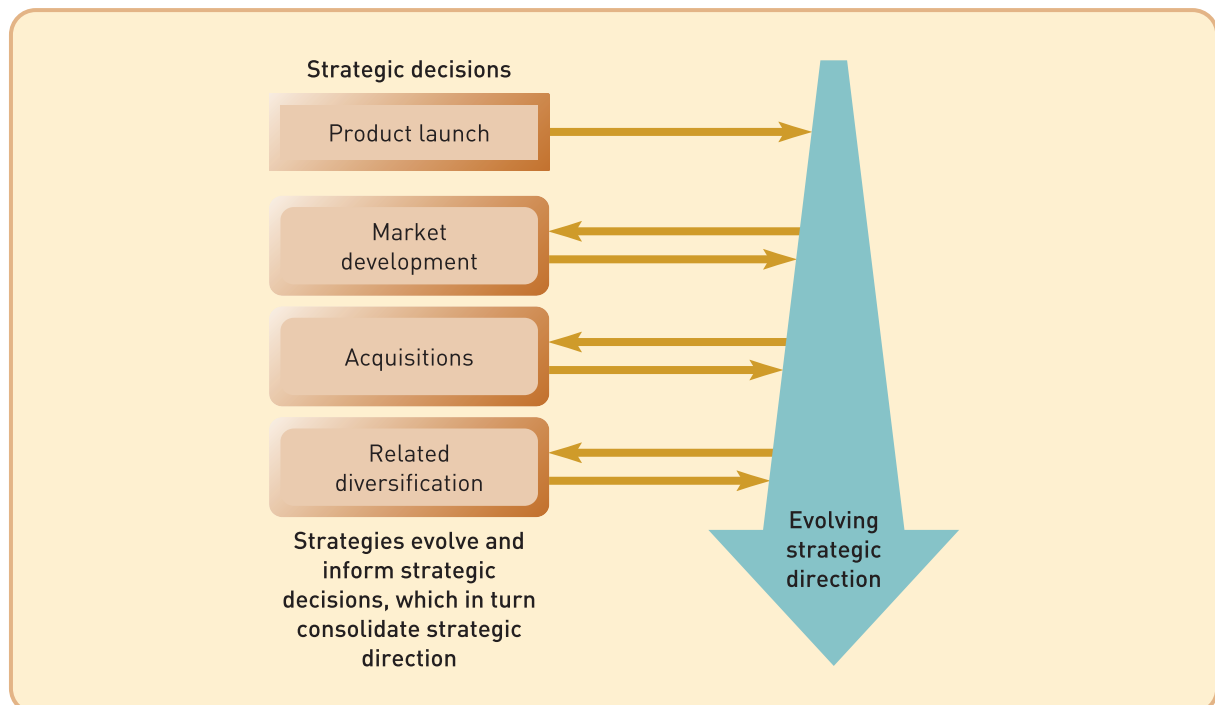 Strategic decisions
Product launch
Market
development
Acquisitions
Related
diversification
Strategies evolve and
inform strategic
decisions, which in turn
consolidate strategic
direction
Evolving
strategic
direction